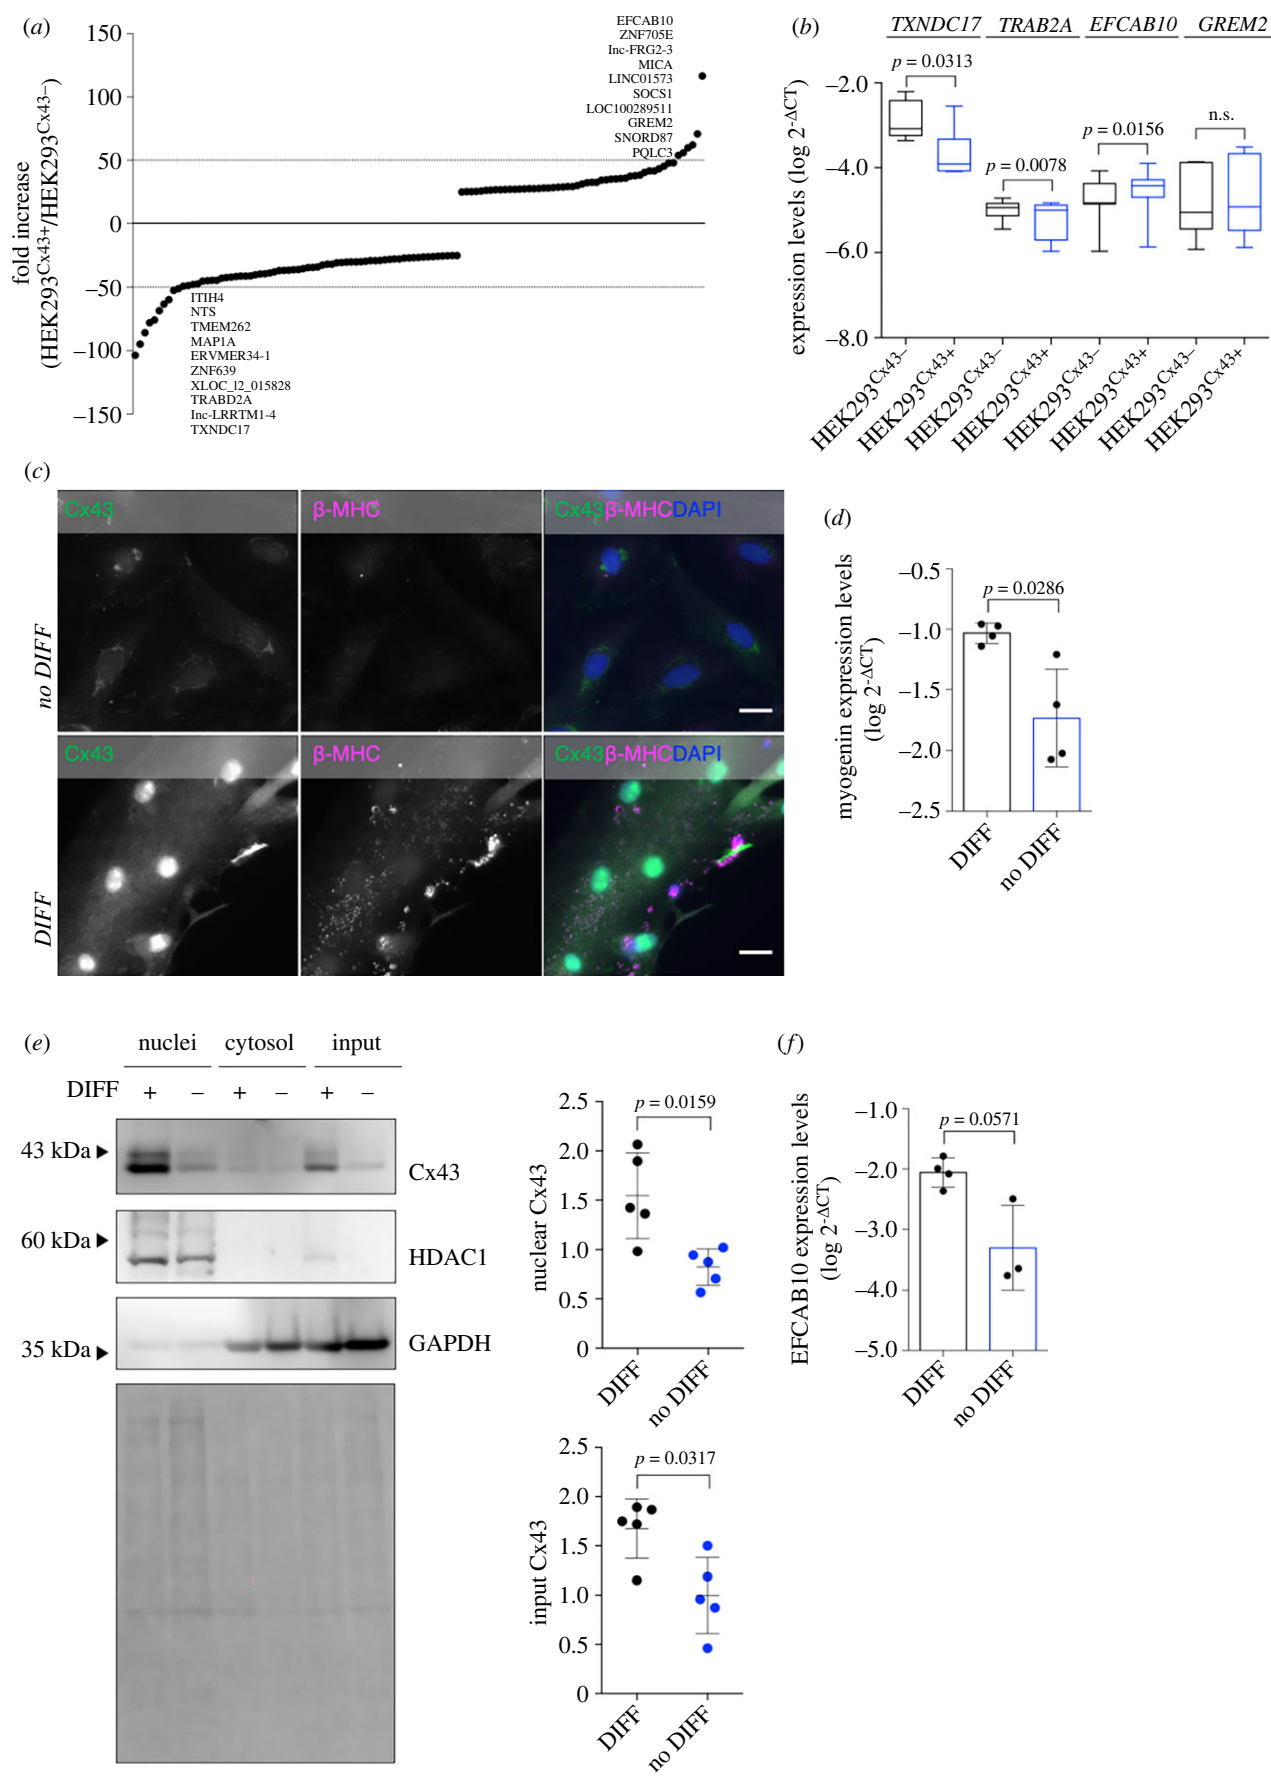 (a)
fold increase
(HEK293Cx43+/HEK293Cx43–)
150
100
50
0
–50
–100
–150
EFCAB10
ZNF705E
lnc-FRG2-3
MICA
LINC01573
SOCS1
LOC100289511
GREM2
SNORD87
PQLC3
ITIH4
NTS
TMEM262
MAP1A
ERVMER34-1
ZNF639
XLOC_l2_015828
TRABD2A
lnc-LRRTM1-4
TXNDC17
(b)
TXNDC17 TRAB2A EFCAB10 GREM2
expression levels (log 2-ΔCT)
–2.0
–4.0
–6.0
–8.0
p = 0.0313
p = 0.0078
p = 0.0156
n.s.
HEK293Cx43–
HEK293Cx43+
HEK293Cx43–
HEK293Cx43+
HEK293Cx43–
HEK293Cx43+
HEK293Cx43–
HEK293Cx43+
(c)
no DIFF
Cx43 β-MHC Cx43β-MHCDAPI
DIFF
Cx43 β-MHC Cx43β-MHCDAPI
(d)
myogenin expression levels
(log 2-ΔCT)
–0.5
–1.0
–1.5
–2.0
–2.5
p = 0.0286
DIFF
no DIFF
(e)
nuclei cytosol input
DIFF + – + – + –
43 kDa
Cx43
60 kDa
HDAC1
35 kDa
GAPDH
nuclear Cx43
2.5
2.0
1.5
1.0
0.5
0
p = 0.0159
DIFF
no DIFF
input Cx43
2.5
2.0
1.5
1.0
0.5
0
p = 0.0317
DIFF
no DIFF
(f)
EFCAB10 expression levels
(log 2-ΔCT)
–1.0
–2.0
–3.0
–4.0
–5.0
p = 0.0571
DIFF
no DIFF